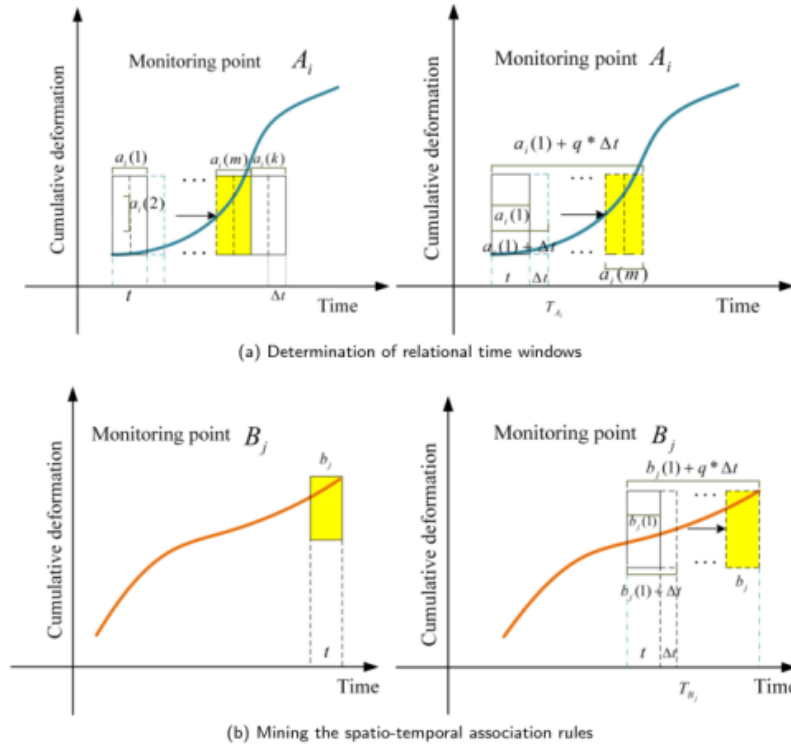 Monitoring point A_i
Cumulative deformation
a_i(1)
a_i(m)
a_i(k)
a_i(2)
...
...
t
Δt
Time
Monitoring point A_i
Cumulative deformation
a_i(1) + q * Δt
...
a_i(1)
a_i(1) + Δt
...
t
Δt
a_i(m)
T_{A_i}
Time
(a) Determination of relational time windows
Monitoring point B_j
Cumulative deformation
b_j
t
Time
Monitoring point B_j
Cumulative deformation
b_j(1) + q * Δt
...
b_j(1)
...
b_j(1) + Δt
b_j
t
Δt
T_{B_j}
Time
(b) Mining the spatio-temporal association rules